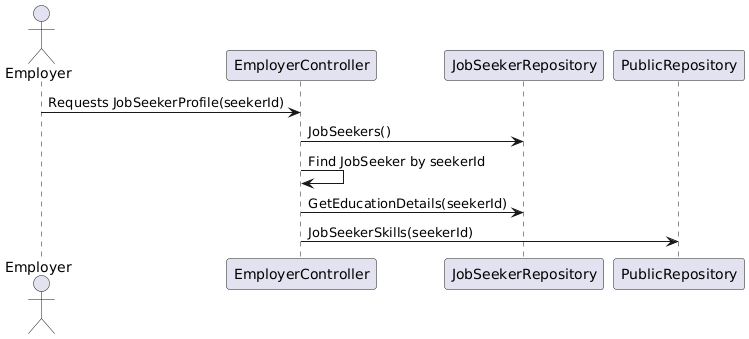 Employer
EmployerController
JobSeekerRepository
PublicRepository
Requests JobSeekerProfile(seekerId)
JobSeekers()
Find JobSeeker by seekerId
GetEducationDetails(seekerId)
JobSeekerSkills(seekerId)
Employer
EmployerController
JobSeekerRepository
PublicRepository